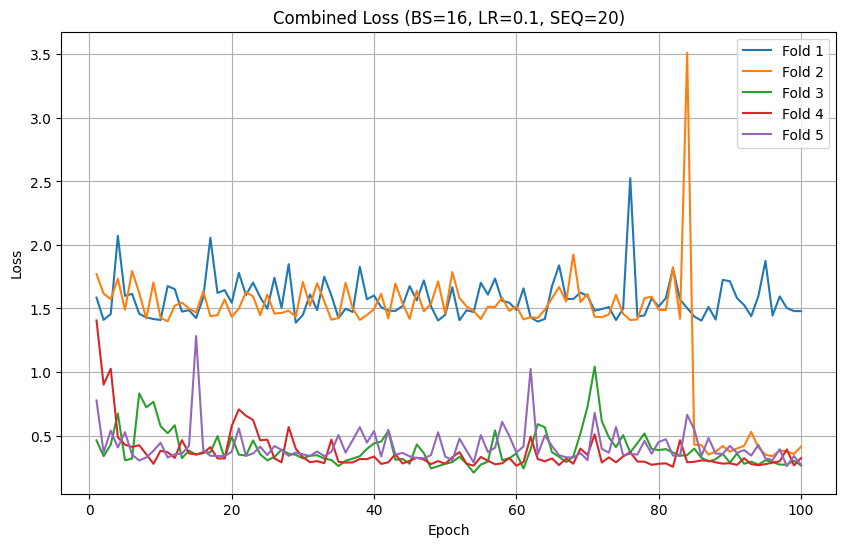 Combined Loss (BS=16, LR=0.1, SEQ=20)
Loss
3.5
3.0
2.5
2.0
1.5
1.0
0.5
0 20 40 60 80 100
Epoch
Fold 1
Fold 2
Fold 3
Fold 4
Fold 5